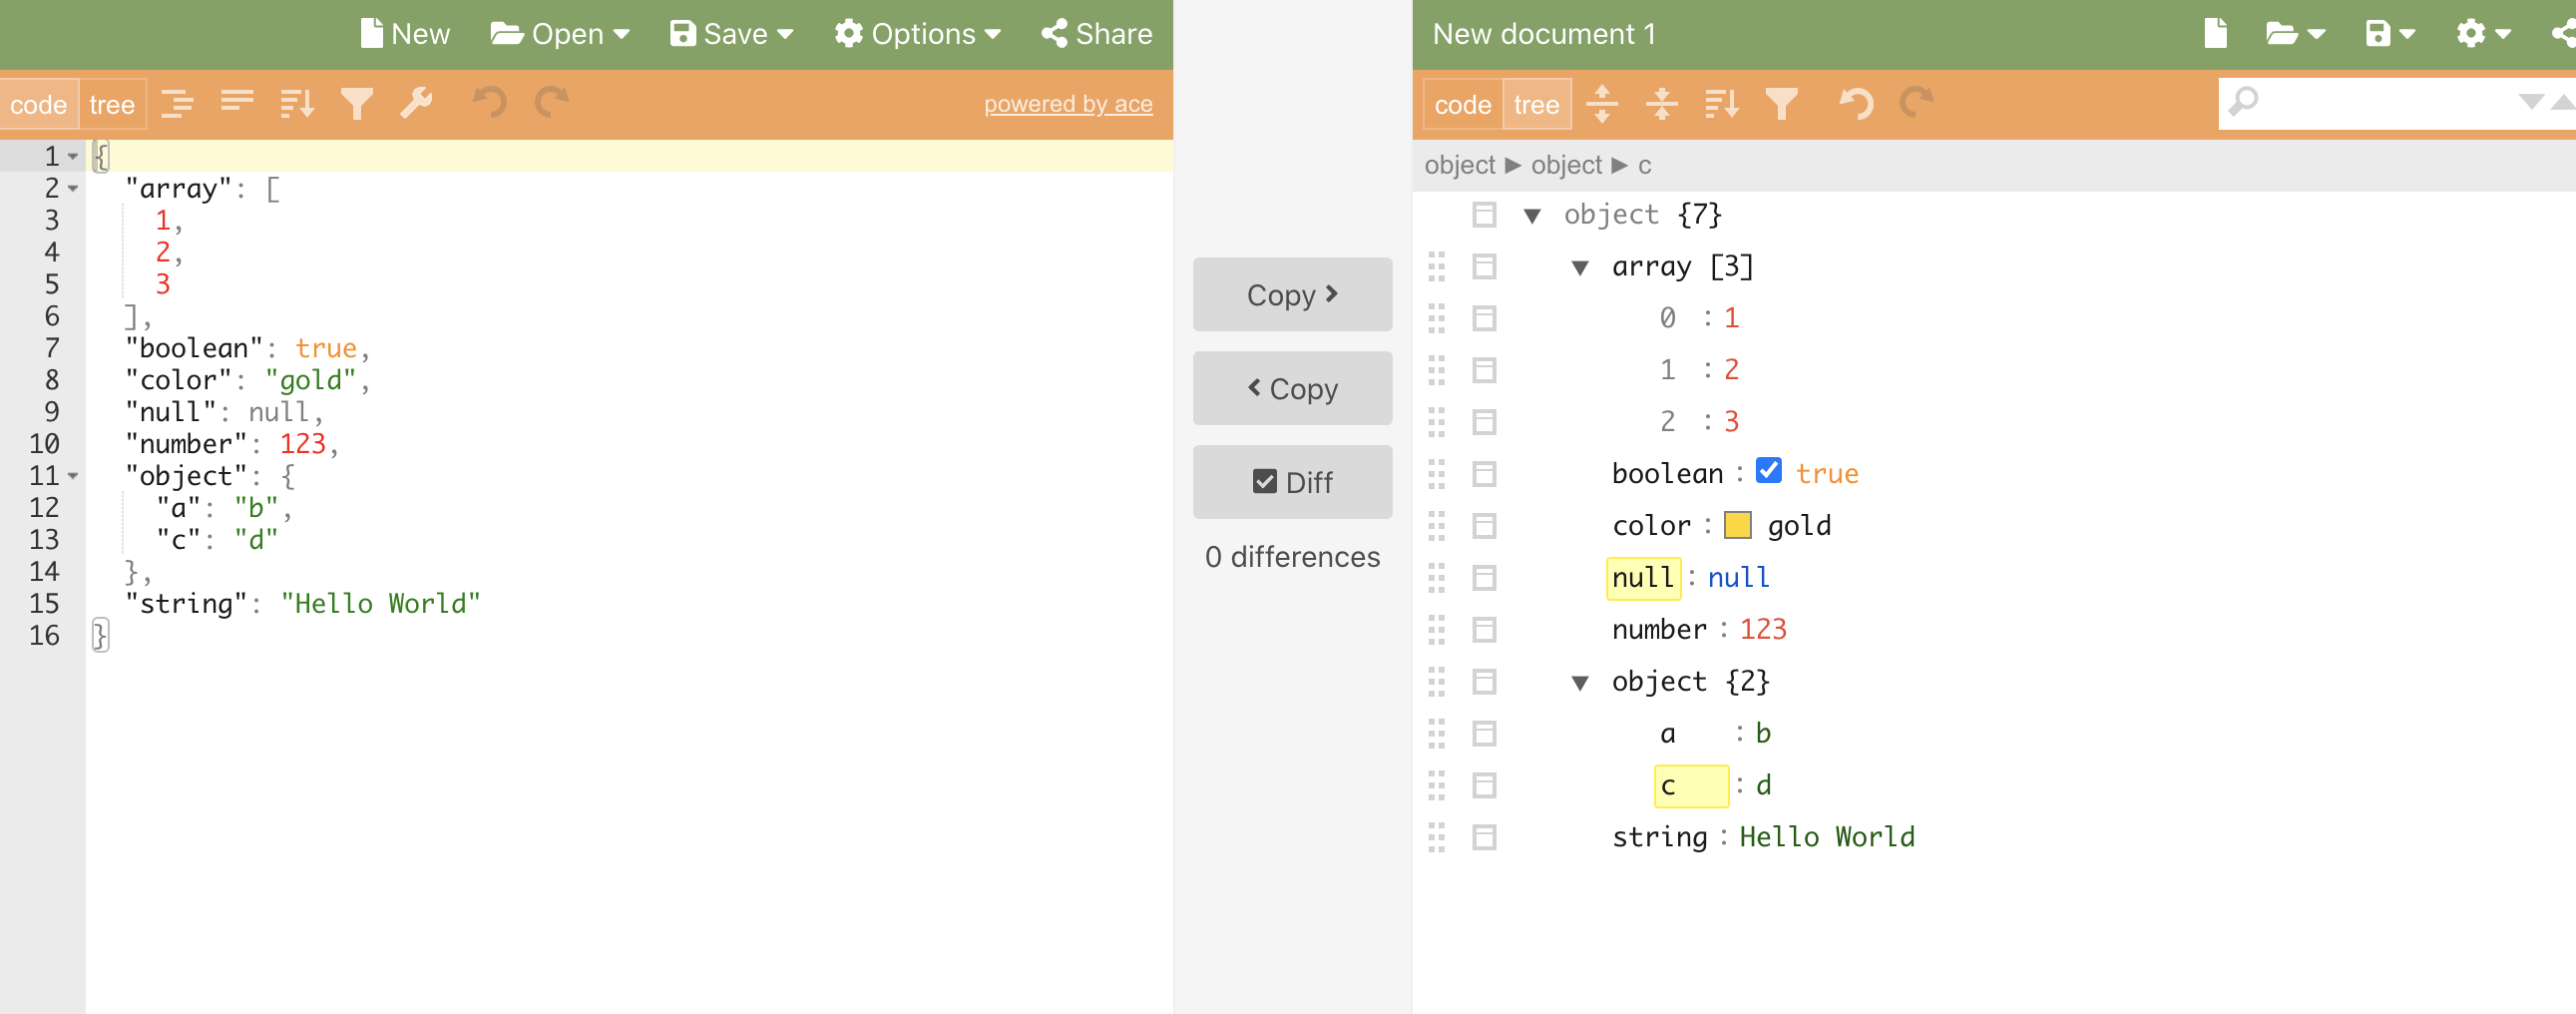 New Open Save Options Share
code tree powered by ace
1 {
2 "array": [
3 1,
4 2,
5 3
6 ],
7 "boolean": true,
8 "color": "gold",
9 "null": null,
10 "number": 123,
11 "object": {
12 "a": "b",
13 "c": "d"
14 },
15 "string": "Hello World"
16 }
Copy
Copy
Diff
0 differences
New document 1
code tree
object ► object ► c
object {7}
array [3]
0 : 1
1 : 2
2 : 3
boolean : true
color : gold
null : null
number : 123
object {2}
a : b
c : d
string : Hello World